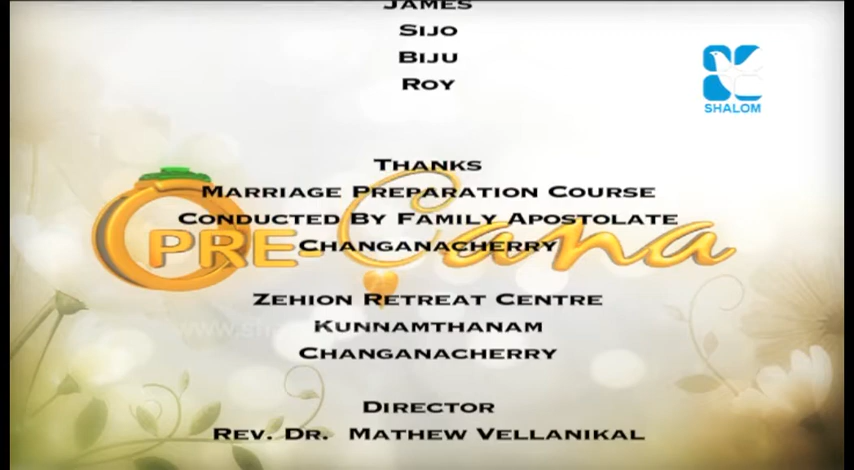 JAMES
SIJO
BIJU
ROY
SHALOM
THANKS
MARRIAGE PREPARATION COURSE
CONDUCTED BY FAMILY APOSTOLATE
CHANGANACHERRY
PRE-Cana
ZEHION RETREAT CENTRE
KUNNAMTHANAM
CHANGANACHERRY
DIRECTOR
REV. DR. MATHEW VELLANIKAL